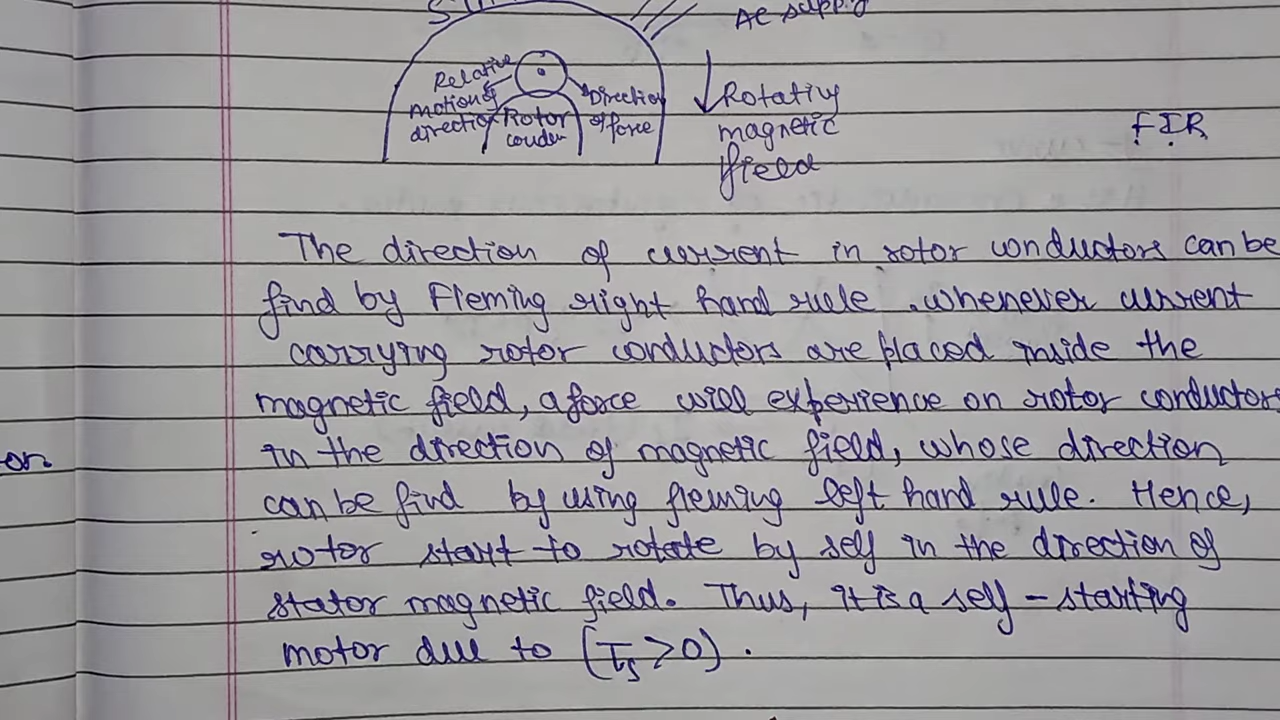 AC supply
Relative
motion of
direction
Rotor
Direction
of force
Rotating
magnetic
field
F I R
The direction of current in rotor conductors can be
find by Fleming right hand rule . whenever current
carrying rotor conductors are placed inside the
magnetic field, a force will experience on rotor conductors
in the direction of magnetic field, whose direction
on
can be find by using fleming left hand rule. Hence,
rotor start to rotate by self in the direction of
stator magnetic field. Thus, it is a self-starting
motor due to (Ts > 0) .